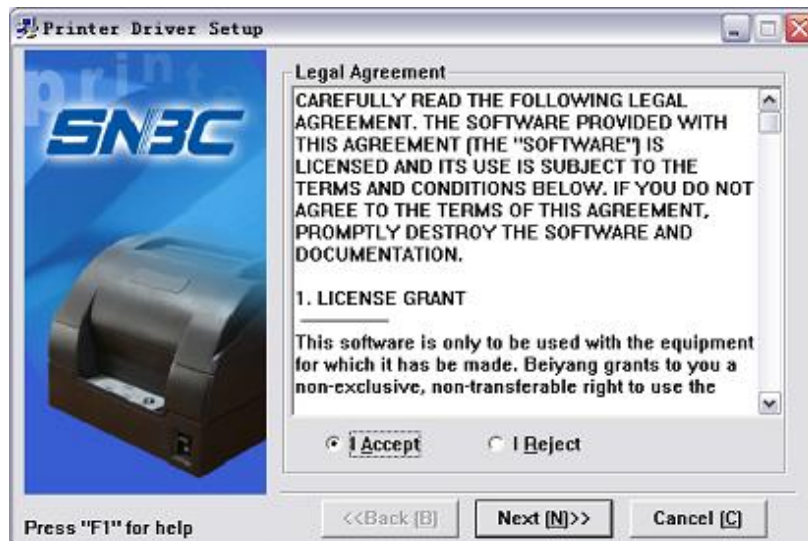 Printer Driver Setup
printe
SNBC
Legal Agreement
CAREFULLY READ THE FOLLOWING LEGAL
AGREEMENT. THE SOFTWARE PROVIDED WITH
THIS AGREEMENT (THE "SOFTWARE") IS
LICENSED AND ITS USE IS SUBJECT TO THE
TERMS AND CONDITIONS BELOW. IF YOU DO NOT
AGREE TO THE TERMS OF THIS AGREEMENT,
PROMPTLY DESTROY THE SOFTWARE AND
DOCUMENTATION.
1. LICENSE GRANT
This software is only to be used with the equipment
for which it has be made. Beiyang grants to you a
non-exclusive, non-transferable right to use the
I Accept
I Reject
Press "F1" for help
<<Back (B)
Next (N)>>
Cancel (C)